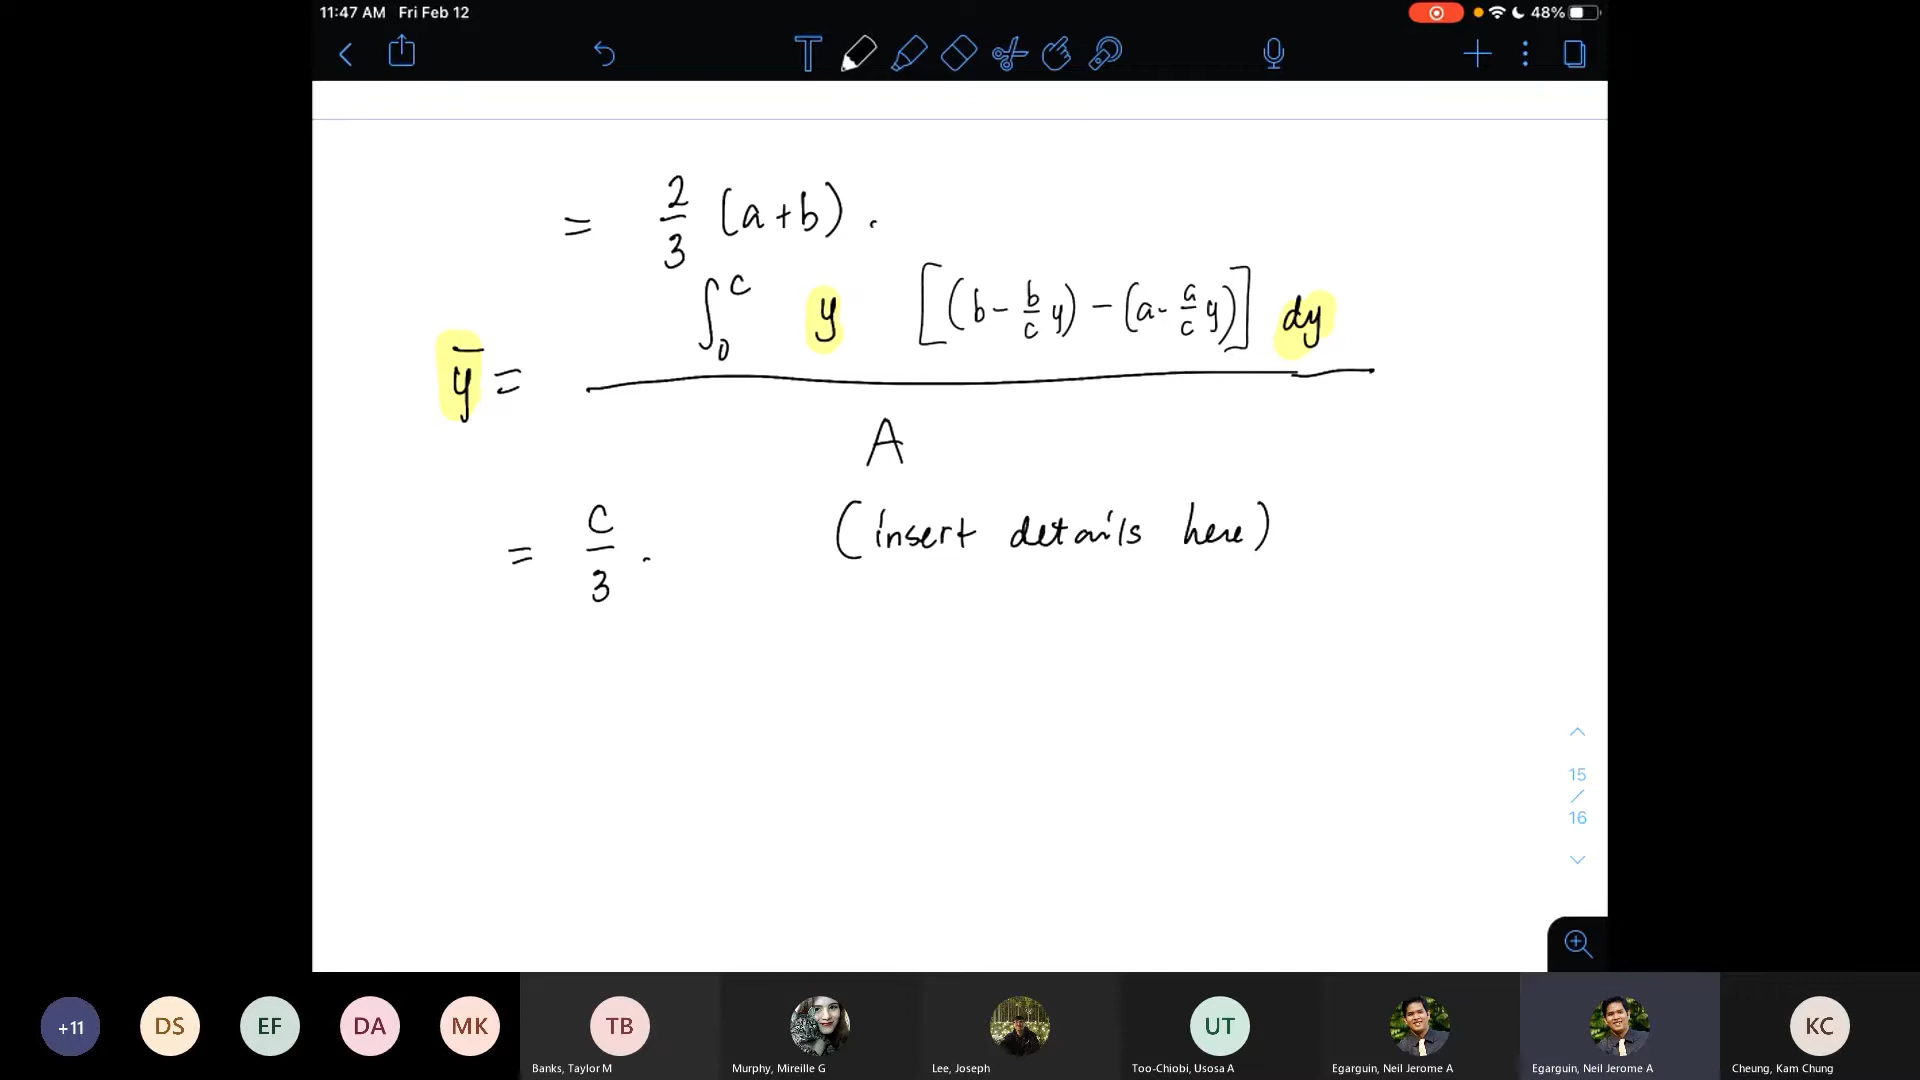 11:47 AM Fri Feb 12
48%
= 2/3 (a+b).
ȳ = ∫₀ᶜ y [(b - b/c y) - (a - a/c y)] dy / A
= c/3 . (insert details here)
15
/
16
+11
DS
EF
DA
MK
TB
UT
KC
Banks, Taylor M
Murphy, Mireille G
Lee, Joseph
Too-Chiobi, Usosa A
Egarguin, Neil Jerome A
Egarguin, Neil Jerome A
Cheung, Kam Chung